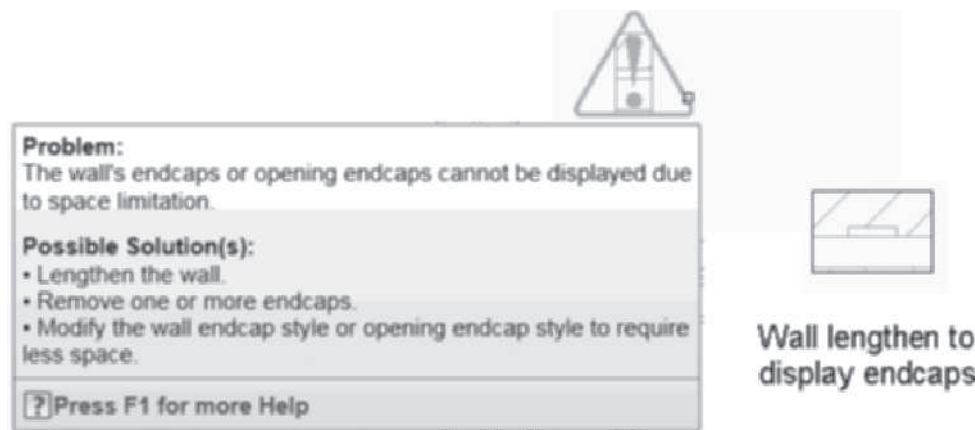 Problem:
The wall's endcaps or opening endcaps cannot be displayed due
to space limitation.
Possible Solution(s):
• Lengthen the wall.
• Remove one or more endcaps.
• Modify the wall endcap style or opening endcap style to require
less space.
?Press F1 for more Help
Wall lengthen to
display endcaps